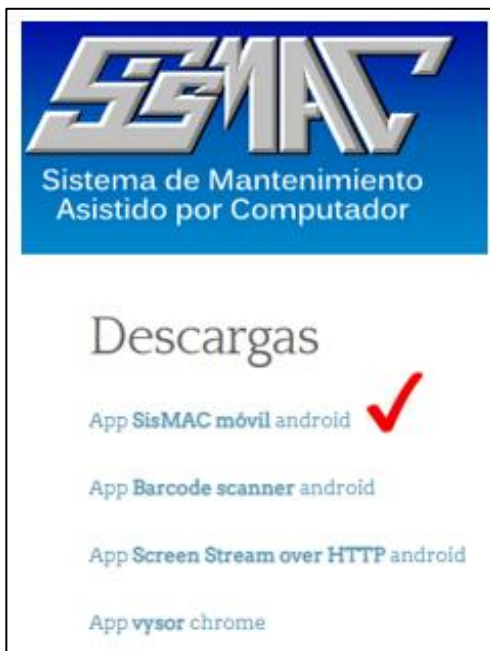 SisMAC
Sistema de Mantenimiento
Asistido por Computador
Descargas
App SisMAC móvil android
App Barcode scanner android
App Screen Stream over HTTP android
App vysor chrome